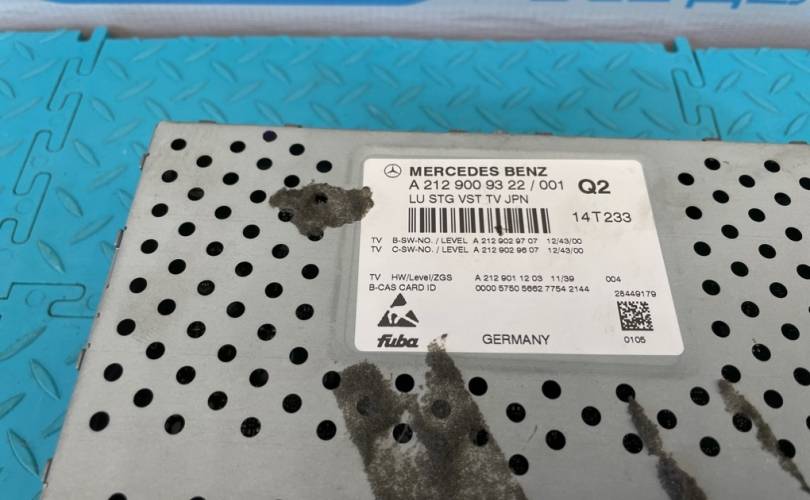 MERCEDES BENZ
A 212 900 93 22 / 001 Q2
LU STG VST TV JPN
14T233
TV B-SW-NO. / LEVEL A 212 902 97 07 12/43/00
TV C-SW-NO. / LEVEL A 212 902 96 07 12/43/00
TV HW/Level/ZGS A 212 901 12 03 11/39 004
B-CAS CARD ID 0000 5750 5662 7754 2144
28449179
fuba GERMANY 0105